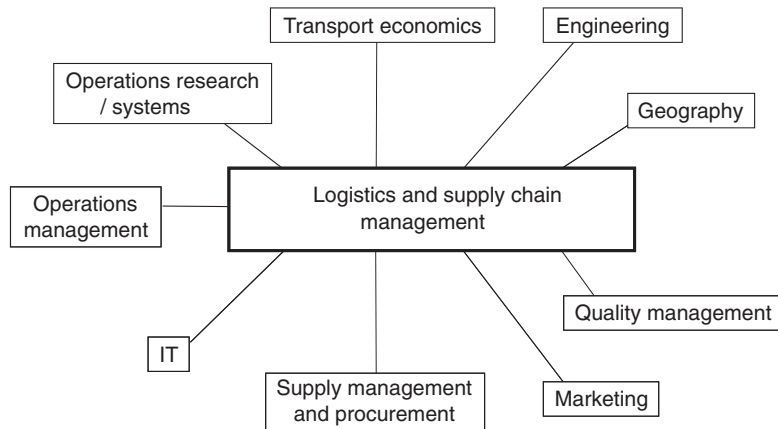 Transport economics
Engineering
Operations research
/ systems
Geography
Logistics and supply chain
management
Operations
management
Quality management
IT
Supply management
and procurement
Marketing